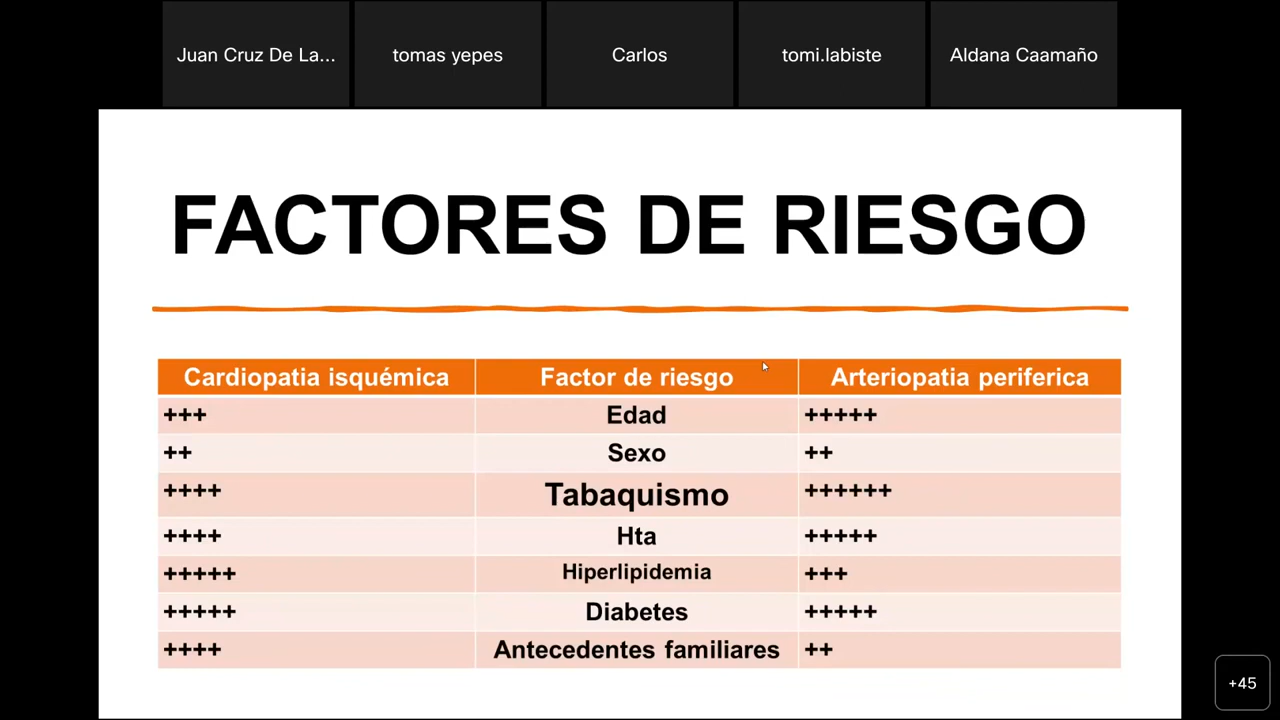 Juan Cruz De La...
tomas yepes
Carlos
tomi.labiste
Aldana Caamaño
FACTORES DE RIESGO
Cardiopatia isquémica Factor de riesgo Arteriopatia periferica
+++ Edad +++++
++ Sexo ++
++++ Tabaquismo ++++++
++++ Hta +++++
+++++ Hiperlipidemia +++
+++++ Diabetes +++++
++++ Antecedentes familiares ++
+45